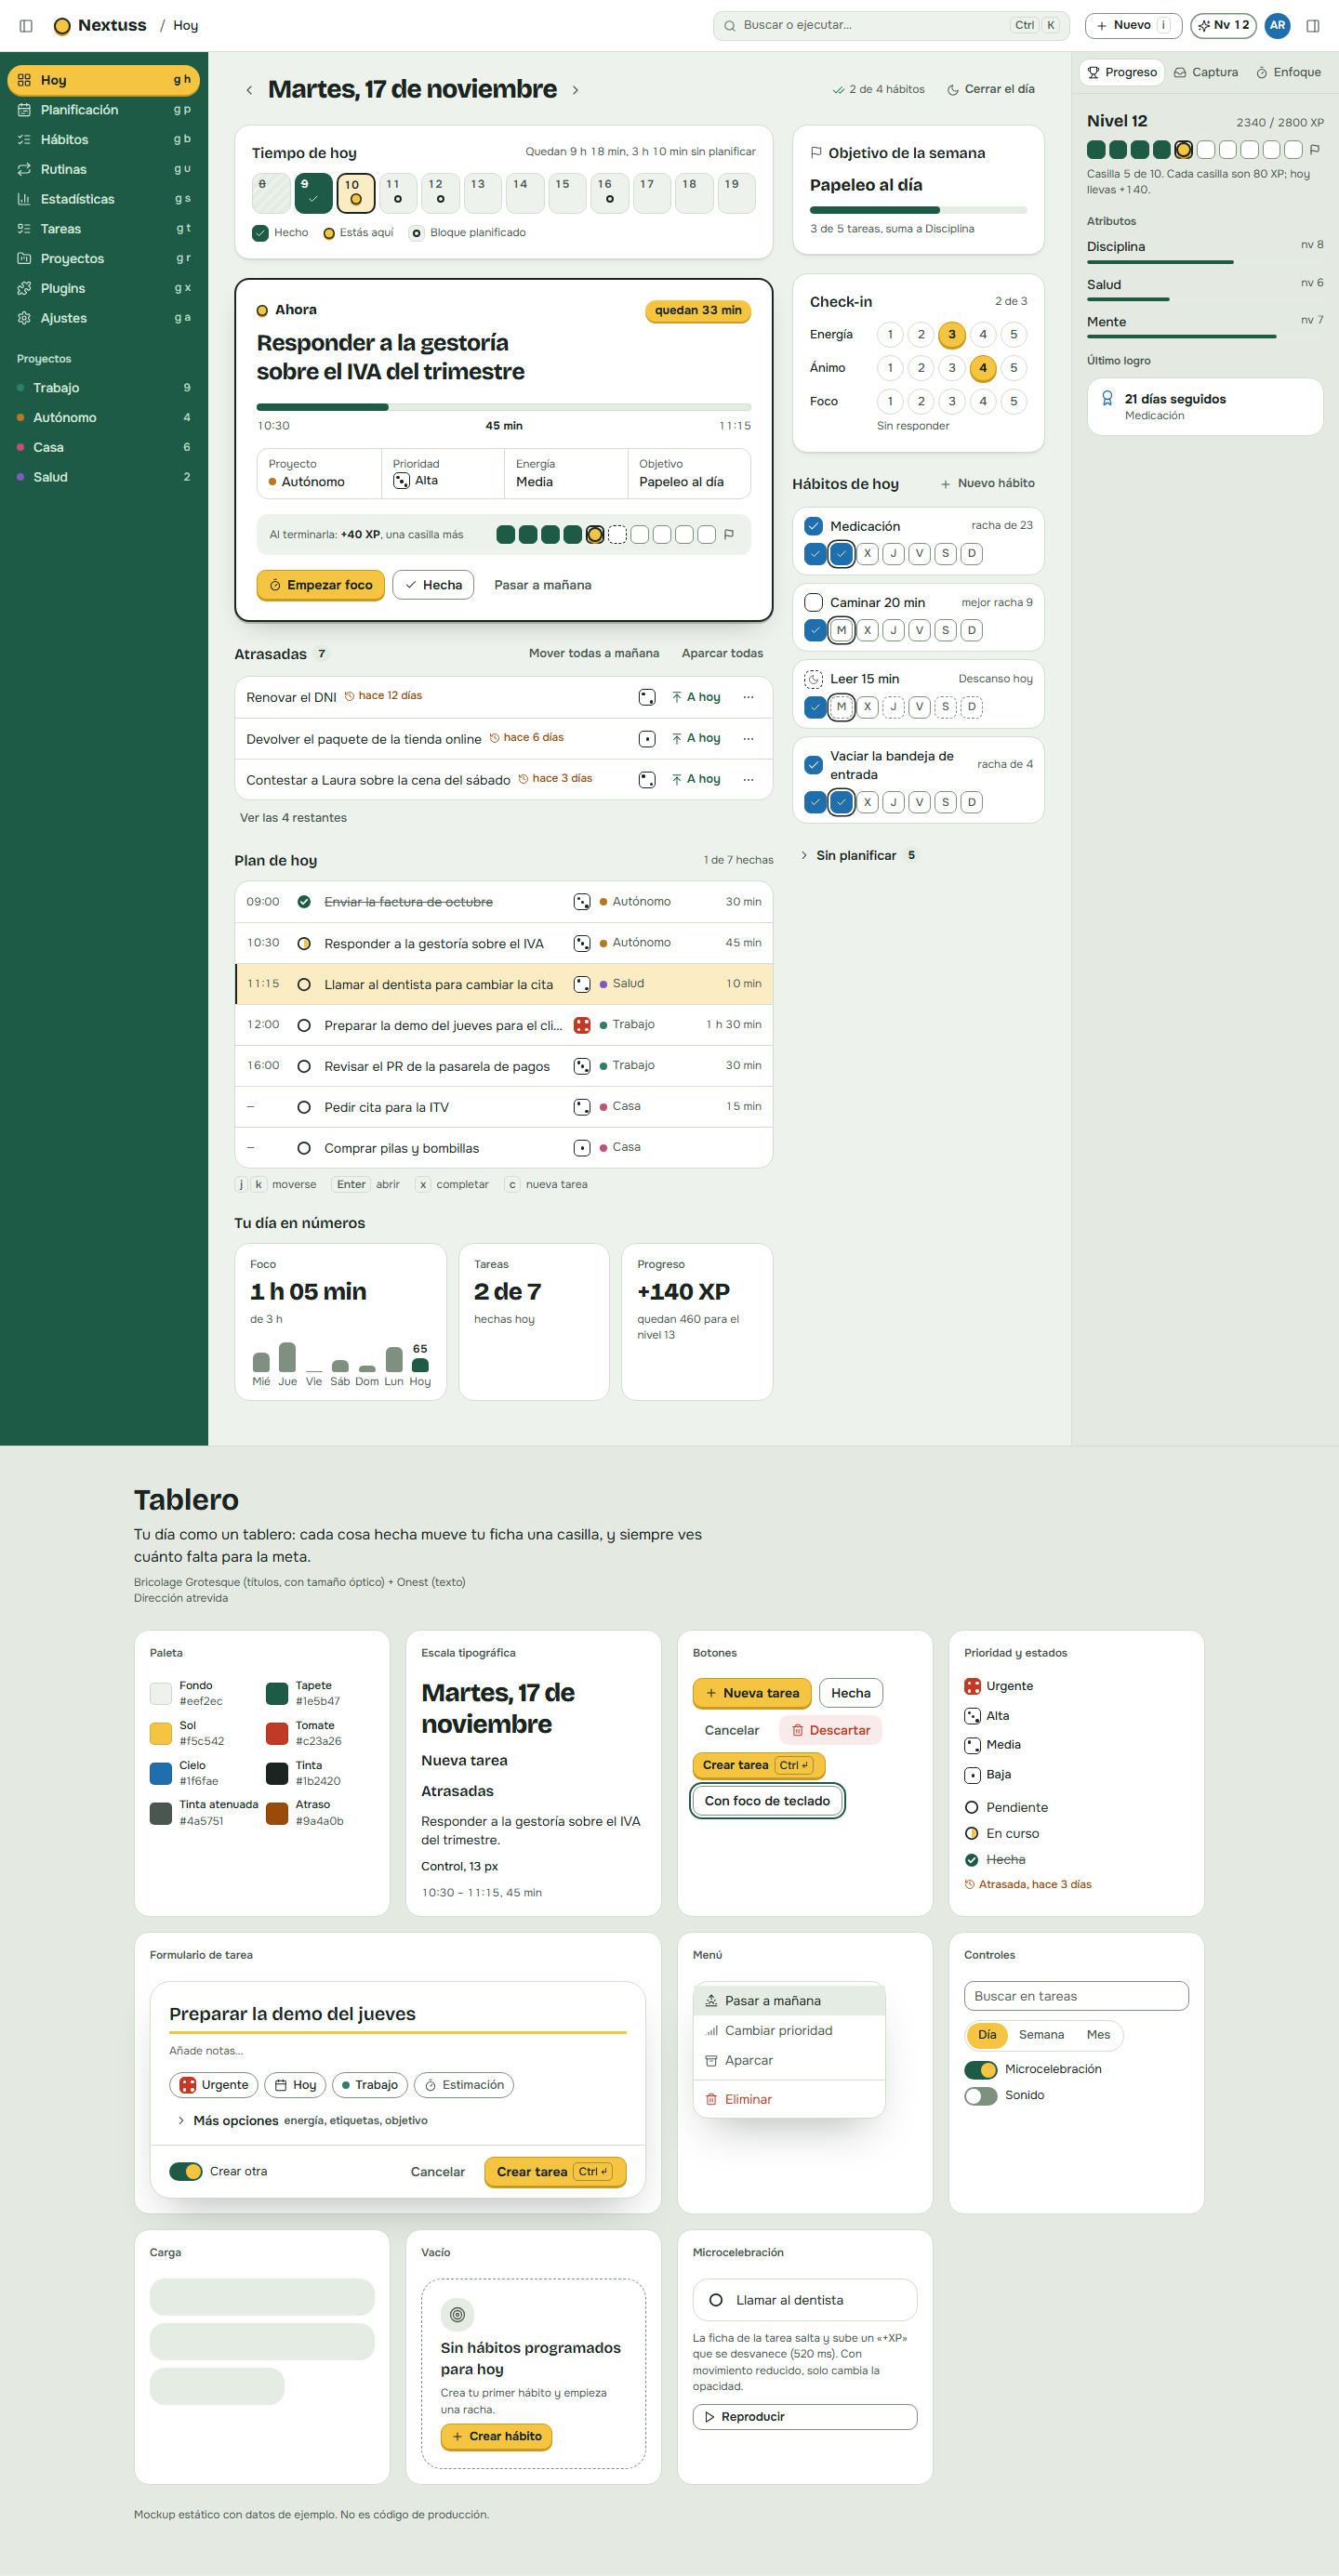 Nextuss / Hoy
Buscar o ejecutar... Ctrl K
Nuevo i
Nv 12
AR
Hoy g h
Planificación g p
Hábitos g b
Rutinas g u
Estadísticas g s
Tareas g t
Proyectos g r
Plugins g x
Ajustes g a
Proyectos
Trabajo 9
Autónomo 4
Casa 6
Salud 2
Martes, 17 de noviembre
2 de 4 hábitos
Cerrar el día
Tiempo de hoy
Quedan 9 h 18 min, 3 h 10 min sin planificar
8 9 10 11 12 13 14 15 16 17 18 19
Hecho Estás aquí Bloque planificado
Ahora
quedan 33 min
Responder a la gestoría
sobre el IVA del trimestre
10:30 45 min 11:15
Proyecto Prioridad Energía Objetivo
Autónomo Alta Media Papeleo al día
Al terminarla: +40 XP, una casilla más
Empezar foco
Hecha
Pasar a mañana
Atrasadas 7
Mover todas a mañana
Aparcar todas
Renovar el DNI hace 12 días A hoy
Devolver el paquete de la tienda online hace 6 días A hoy
Contestar a Laura sobre la cena del sábado hace 3 días A hoy
Ver las 4 restantes
Plan de hoy
1 de 7 hechas
09:00 Enviar la factura de octubre Autónomo 30 min
10:30 Responder a la gestoría sobre el IVA Autónomo 45 min
11:15 Llamar al dentista para cambiar la cita Salud 10 min
12:00 Preparar la demo del jueves para el cli... Trabajo 1 h 30 min
16:00 Revisar el PR de la pasarela de pagos Trabajo 30 min
– Pedir cita para la ITV Casa 15 min
– Comprar pilas y bombillas Casa
j k moverse Enter abrir x completar c nueva tarea
Tu día en números
Foco
1 h 05 min
de 3 h
65
Mié Jue Vie Sáb Dom Lun Hoy
Tareas
2 de 7
hechas hoy
Progreso
+140 XP
quedan 460 para el
nivel 13
Objetivo de la semana
Papeleo al día
3 de 5 tareas, suma a Disciplina
Check-in 2 de 3
Energía 1 2 3 4 5
Ánimo 1 2 3 4 5
Foco 1 2 3 4 5
Sin responder
Hábitos de hoy
Nuevo hábito
Medicación racha de 23
X J V S D
Caminar 20 min mejor racha 9
M X J V S D
Leer 15 min Descanso hoy
M X J V S D
Vaciar la bandeja de
entrada
racha de 4
X J V S D
Sin planificar 5
Progreso Captura Enfoque
Nivel 12 2340 / 2800 XP
Casilla 5 de 10. Cada casilla son 80 XP; hoy
llevas +140.
Atributos
Disciplina nv 8
Salud nv 6
Mente nv 7
Último logro
21 días seguidos
Medicación
Tablero
Tu día como un tablero: cada cosa hecha mueve tu ficha una casilla, y siempre ves
cuánto falta para la meta.
Bricolage Grotesque (títulos, con tamaño óptico) + Onest (texto)
Dirección atrevida
Paleta
Fondo
#eef2ec
Tapete
#1e5b47
Sol
#f5c542
Tomate
#c23a26
Cielo
#1f6fae
Tinta
#1b2420
Tinta atenuada
#4a5751
Atraso
#9a4a0b
Escala tipográfica
Martes, 17 de
noviembre
Nueva tarea
Atrasadas
Responder a la gestoría sobre el IVA
del trimestre.
Control, 13 px
10:30 – 11:15, 45 min
Botones
Nueva tarea
Hecha
Cancelar
Descartar
Crear tarea Ctrl ↲
Con foco de teclado
Prioridad y estados
Urgente
Alta
Media
Baja
Pendiente
En curso
Hecha
Atrasada, hace 3 días
Formulario de tarea
Preparar la demo del jueves
Añade notas...
Urgente Hoy Trabajo Estimación
Más opciones energía, etiquetas, objetivo
Crear otra
Cancelar
Crear tarea Ctrl ↲
Menú
Pasar a mañana
Cambiar prioridad
Aparcar
Eliminar
Controles
Buscar en tareas
Día Semana Mes
Microcelebración
Sonido
Carga
Vacío
Sin hábitos programados
para hoy
Crea tu primer hábito y empieza
una racha.
Crear hábito
Microcelebración
Llamar al dentista
La ficha de la tarea salta y sube un «+XP»
que se desvanece (520 ms). Con
movimiento reducido, solo cambia la
opacidad.
Reproducir
Mockup estático con datos de ejemplo. No es código de producción.